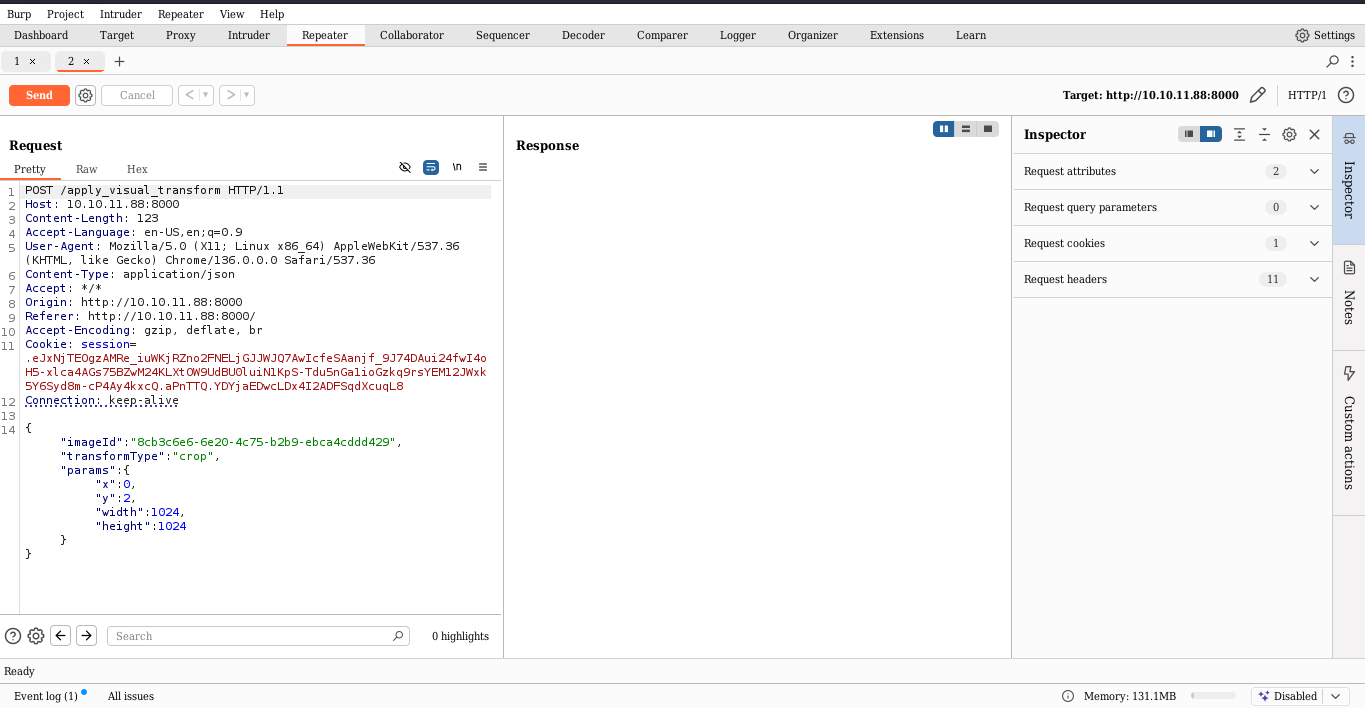 Burp Project Intruder Repeater View Help
Dashboard Target Proxy Intruder Repeater Collaborator Sequencer Decoder Comparer Logger Organizer Extensions Learn Settings
1 × 2 × +
Send Cancel < > Target: http://10.10.11.88:8000 HTTP/1 ?
Request
Pretty Raw Hex \n
1 POST /apply_visual_transform HTTP/1.1
2 Host: 10.10.11.88:8000
3 Content-Length: 123
4 Accept-Language: en-US,en;q=0.9
5 User-Agent: Mozilla/5.0 (X11; Linux x86_64) AppleWebKit/537.36
(KHTML, like Gecko) Chrome/136.0.0.0 Safari/537.36
6 Content-Type: application/json
7 Accept: */*
8 Origin: http://10.10.11.88:8000
9 Referer: http://10.10.11.88:8000/
10 Accept-Encoding: gzip, deflate, br
11 Cookie: session=
.eJxNjTEOgzAMRe_iuWKjRZno2FNELjGJJWJQ7AwIcfeSAanjf_9J74DAui24fwI4o
H5-xlca4AGs75BZwM24KLXtOW9UdBU0luiN1KpS-Tdu5nGa1ioGzkq9rsYEM12JWxk
5Y6Syd8m-cP4Ay4kxcQ.aPnTTQ.YDYjaEDwcLDx4I2ADFSqdXcuqL8
12 Connection: keep-alive
13
14 {
"imageId":"8cb3c6e6-6e20-4c75-b2b9-ebca4cddd429",
"transformType":"crop",
"params":{
"x":0,
"y":2,
"width":1024,
"height":1024
}
}
Search
0 highlights
Response
Inspector
Request attributes 2
Request query parameters 0
Request cookies 1
Request headers 11
Inspector
Notes
Custom actions
Ready
Event log (1) All issues Memory: 131.1MB Disabled